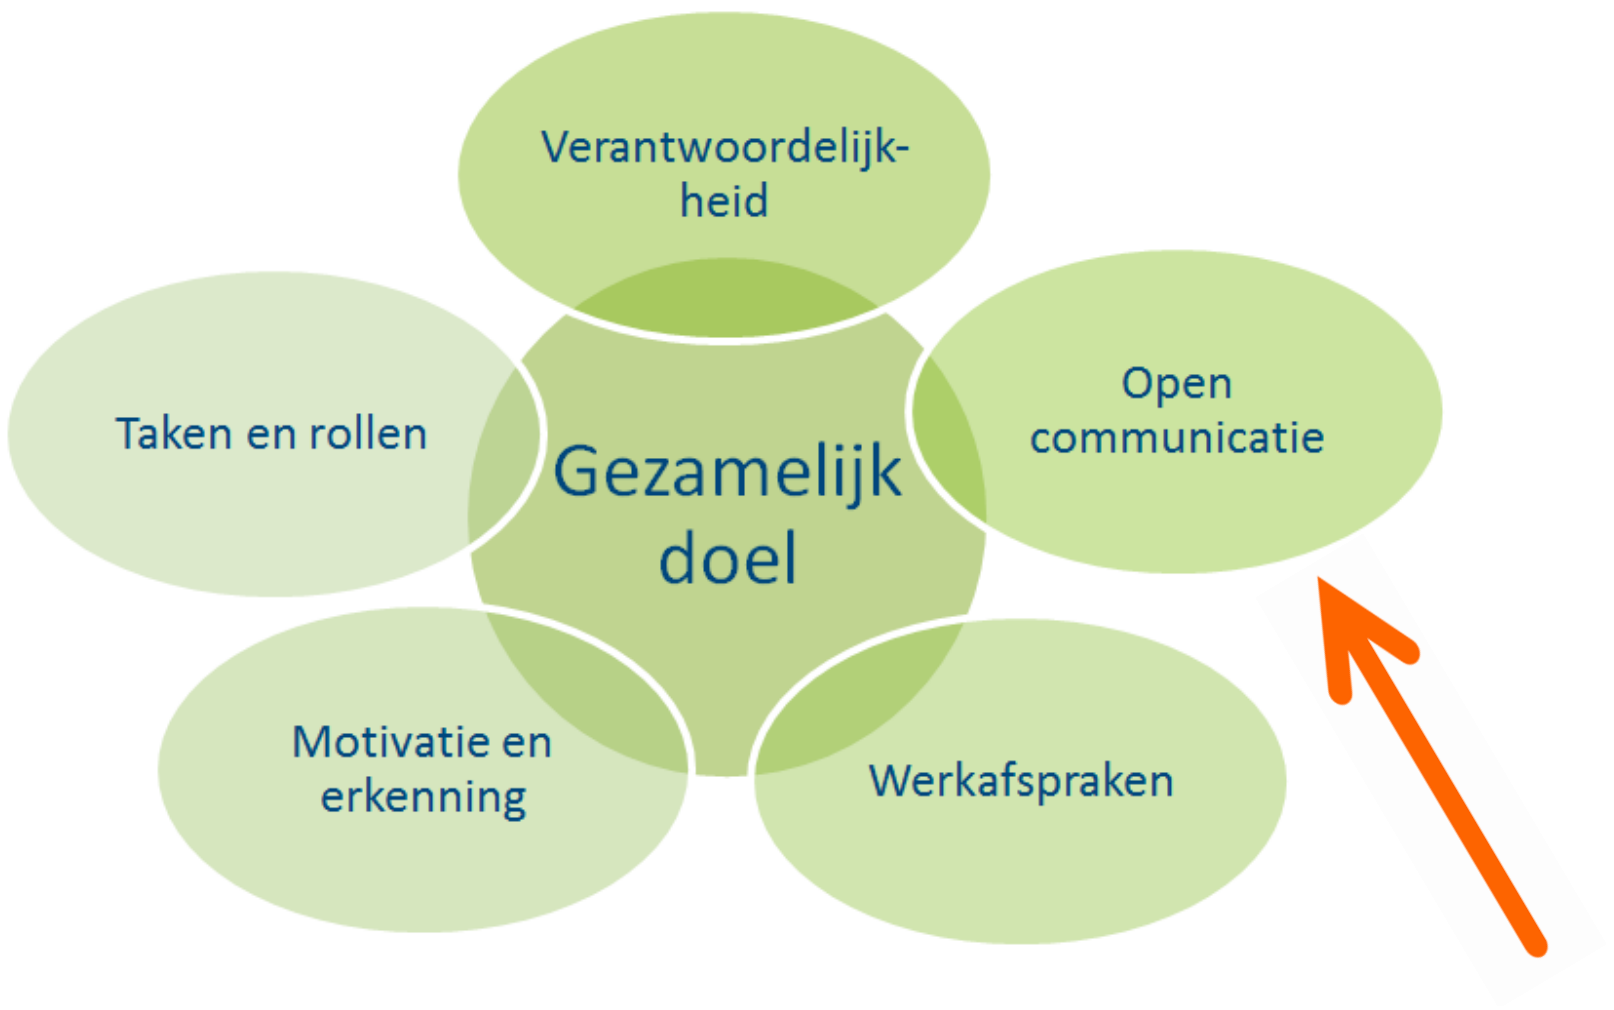 Verantwoordelijk-
heid
Open
communicatie
Taken en rollen
Gezamelijk
doel
Motivatie en
erkenning
Werkafspraken